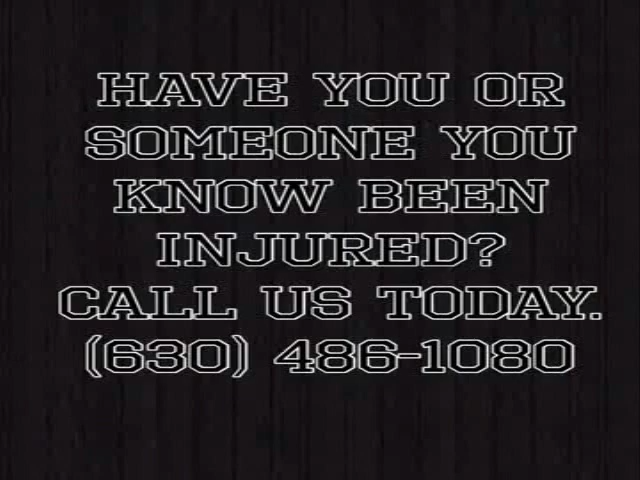 HAVE YOU OR
SOMEONE YOU
KNOW BEEN
INJURED?
CALL US TODAY.
(630) 486-1080